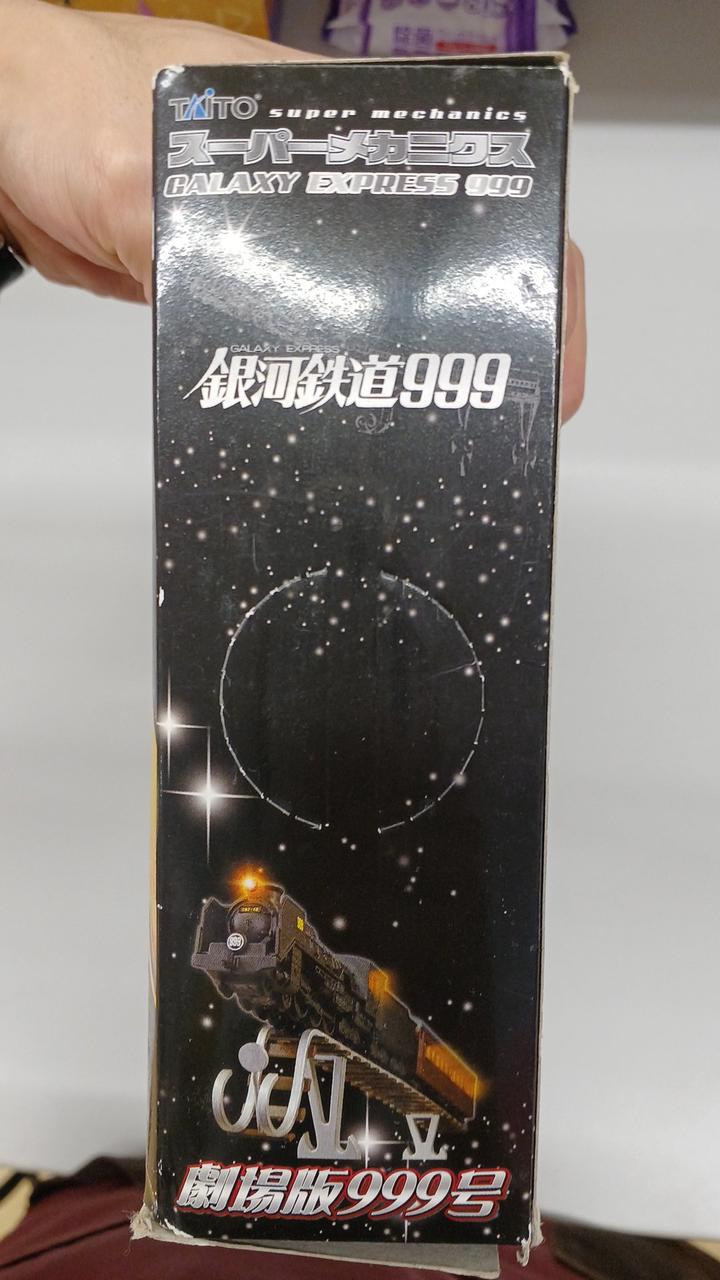 TAITO super mechanics
スーパーメカニクス
GALAXY EXPRESS 999
GALAXY EXPRESS
銀河鉄道999
999
劇場版999号